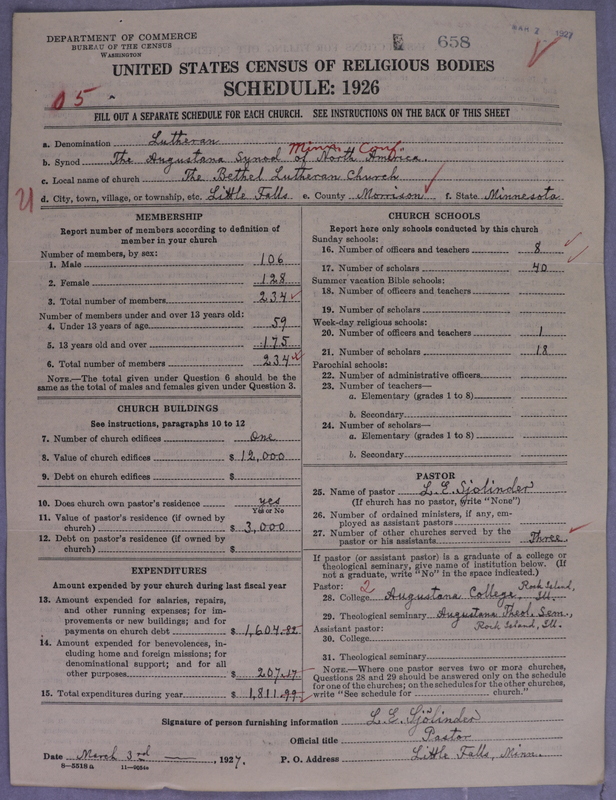 DEPARTMENT OF COMMERCE
BUREAU OF THE CENSUS
WASHINGTON
658
MAR 7 1927
UNITED STATES CENSUS OF RELIGIOUS BODIES
SCHEDULE: 1926
05
FILL OUT A SEPARATE SCHEDULE FOR EACH CHURCH. SEE INSTRUCTIONS ON THE BACK OF THIS SHEET
a. Denomination Lutheran
Minn. Conf.
b. Synod The Augustana Synod of North America.
c. Local name of church The Bethel Lutheran Church
d. City, town, village, or township, etc. Little Falls e. County Morrison f. State Minnesota
MEMBERSHIP
Report number of members according to definition of
member in your church
Number of members, by sex:
1. Male 106
2. Female 128
3. Total number of members 234
Number of members under and over 13 years old:
4. Under 13 years of age 59
5. 13 years old and over 175
6. Total number of members 234
NOTE.—The total given under Question 6 should be the
same as the total of males and females given under Question 3.
CHURCH BUILDINGS
See instructions, paragraphs 10 to 12
7. Number of church edifices One
8. Value of church edifices $ 12,000
9. Debt on church edifices $
10. Does church own pastor's residence yes
Yes or No
11. Value of pastor's residence (if owned by
church) $ 3,000
12. Debt on pastor's residence (if owned by
church) $
EXPENDITURES
Amount expended by your church during last fiscal year
13. Amount expended for salaries, repairs,
and other running expenses; for im-
provements or new buildings; and for
payments on church debt $ 1,604.82
14. Amount expended for benevolences, in-
cluding home and foreign missions; for
denominational support; and for all
other purposes $ 207.17
15. Total expenditures during year $ 1,811.99
CHURCH SCHOOLS
Report here only schools conducted by this church
Sunday schools:
16. Number of officers and teachers 8
17. Number of scholars 40
Summer vacation Bible schools:
18. Number of officers and teachers
19. Number of scholars
Week-day religious schools:
20. Number of officers and teachers 1
21. Number of scholars 18
Parochial schools:
22. Number of administrative officers
23. Number of teachers—
a. Elementary (grades 1 to 8)
b. Secondary
24. Number of scholars—
a. Elementary (grades 1 to 8)
b. Secondary
PASTOR
25. Name of pastor L. E. Sjolinder
(If church has no pastor, write "None")
26. Number of ordained ministers, if any, em-
ployed as assistant pastors
27. Number of other churches served by the
pastor or his assistants Three
If pastor (or assistant pastor) is a graduate of a college or
theological seminary, give name of institution below. (If
not a graduate, write "No" in the space indicated.)
Pastor: 2 Rock Island,
28. College Augustana College, Ill.
29. Theological seminary Augustana Theol. Sem.,
Assistant pastor: Rock Island, Ill.
30. College
31. Theological seminary
NOTE.—Where one pastor serves two or more churches,
Questions 28 and 29 should be answered only on the schedule
for one of the churches; on the schedules for the other churches,
write "See schedule for church."
Signature of person furnishing information L. E. Sjölinder
Official title Pastor
Date March 3rd, 1927. P. O. Address Little Falls, Minn.
8—5518 a